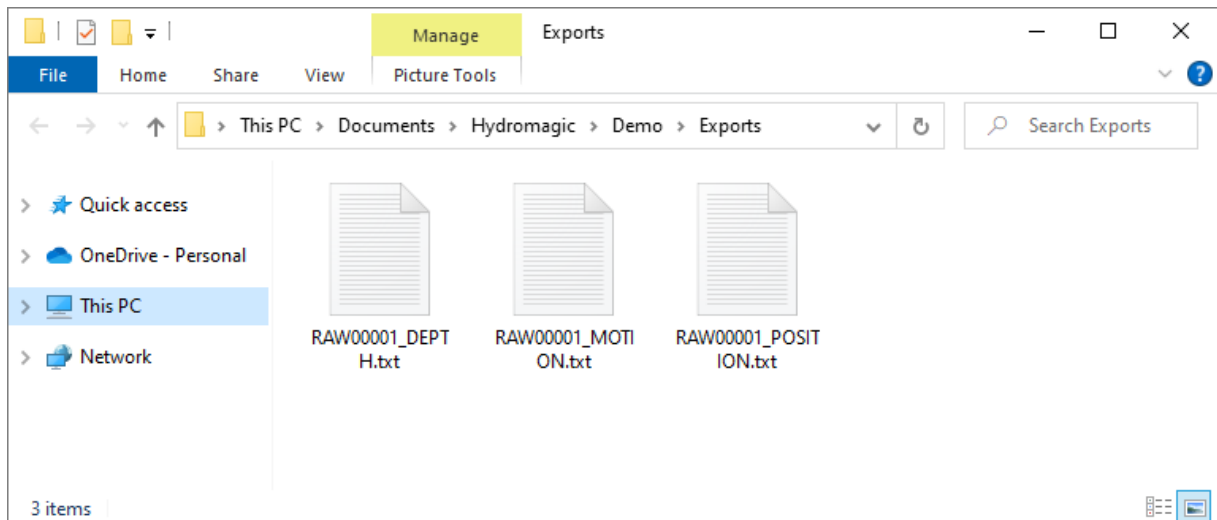 Manage
Exports
File
Home
Share
View
Picture Tools
This PC > Documents > Hydromagic > Demo > Exports
Search Exports
Quick access
OneDrive - Personal
This PC
Network
RAW00001_DEPT
H.txt
RAW00001_MOTI
ON.txt
RAW00001_POSIT
ION.txt
3 items